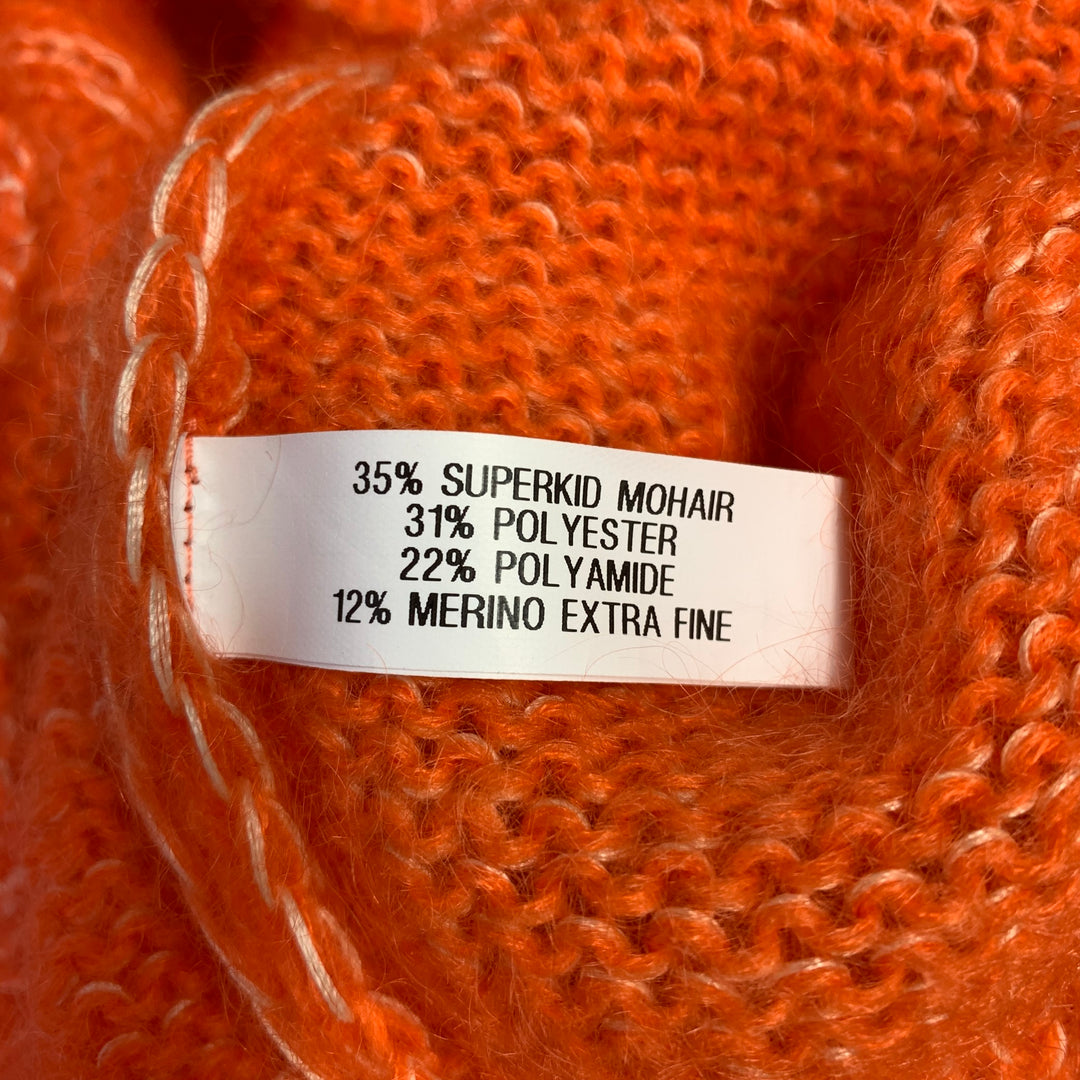 35% SUPERKID MOHAIR
31% POLYESTER
22% POLYAMIDE
12% MERINO EXTRA FINE